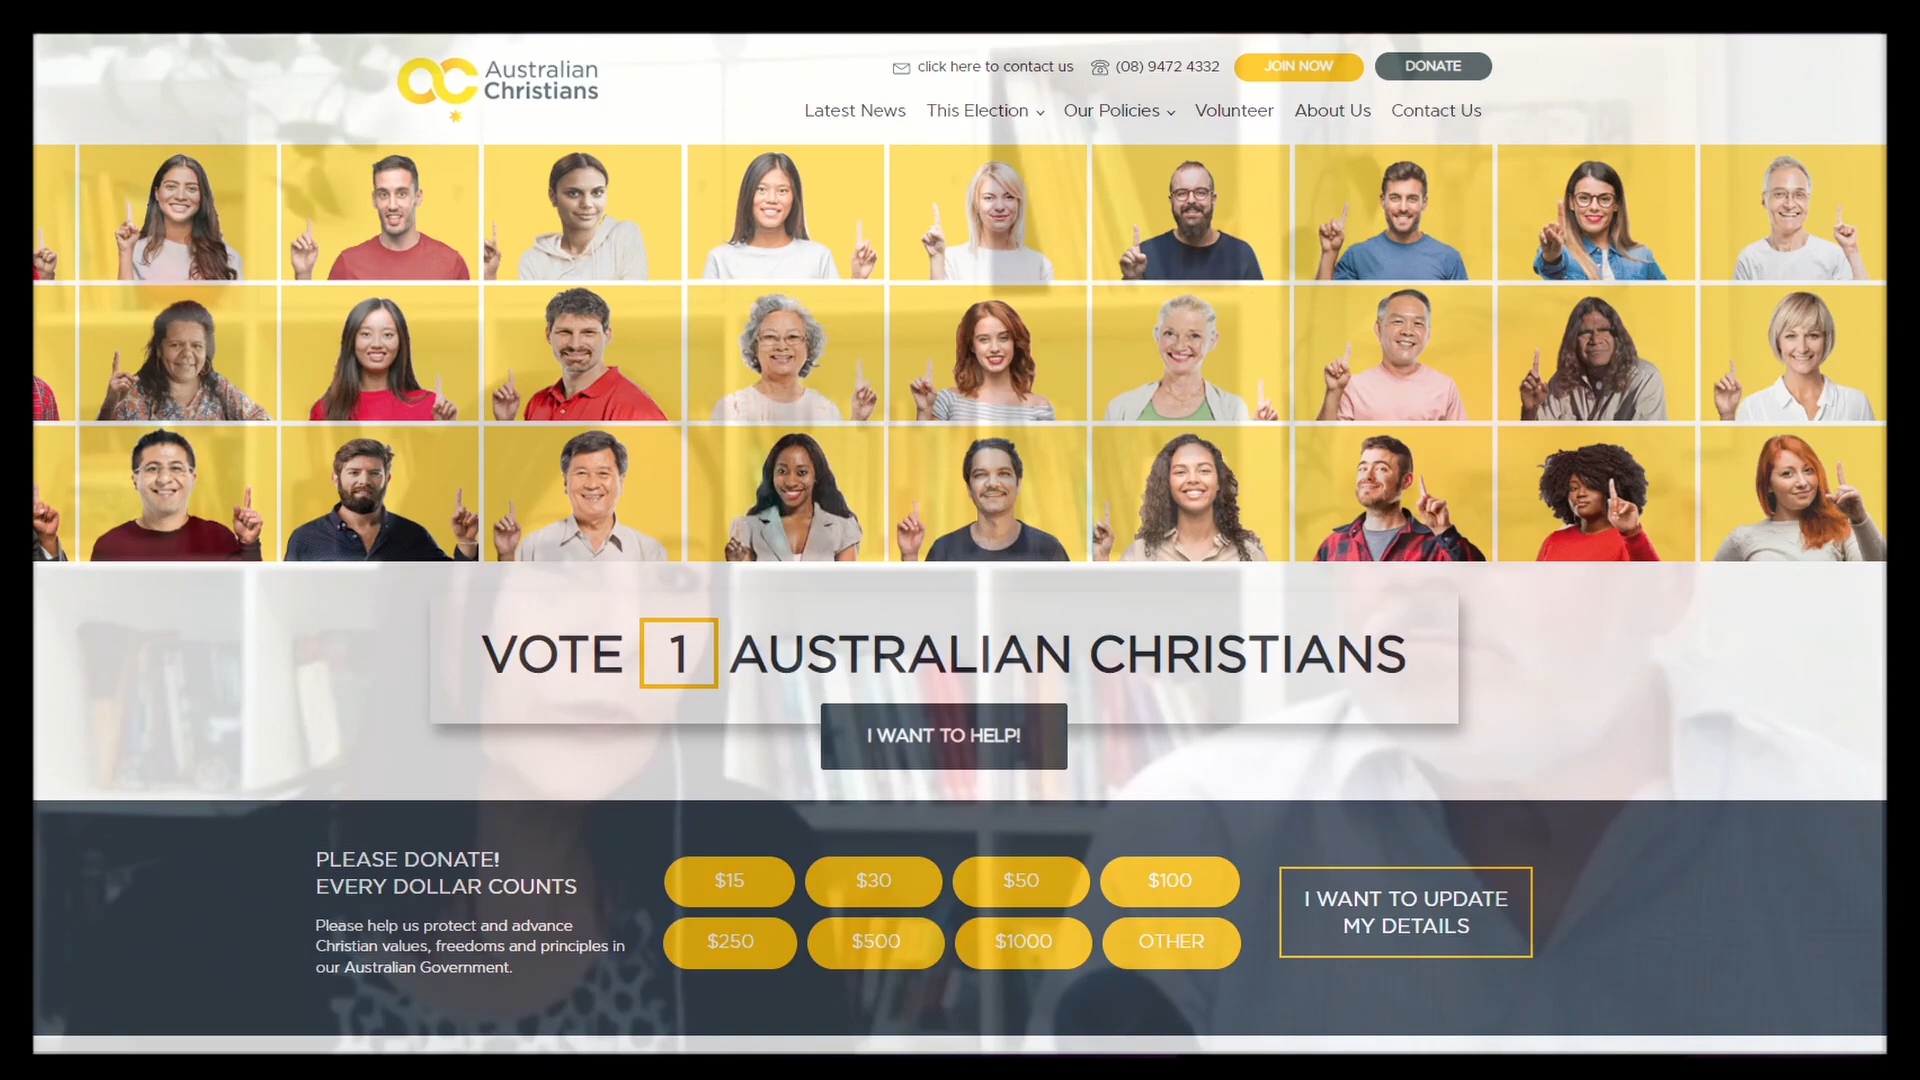 Australian
Christians
click here to contact us
(08) 9472 4332
JOIN NOW
DONATE
Latest News
This Election
Our Policies
Volunteer
About Us
Contact Us
VOTE 1 AUSTRALIAN CHRISTIANS
I WANT TO HELP!
PLEASE DONATE!
EVERY DOLLAR COUNTS
Please help us protect and advance
Christian values, freedoms and principles in
our Australian Government.
$15
$30
$50
$100
$250
$500
$1000
OTHER
I WANT TO UPDATE
MY DETAILS